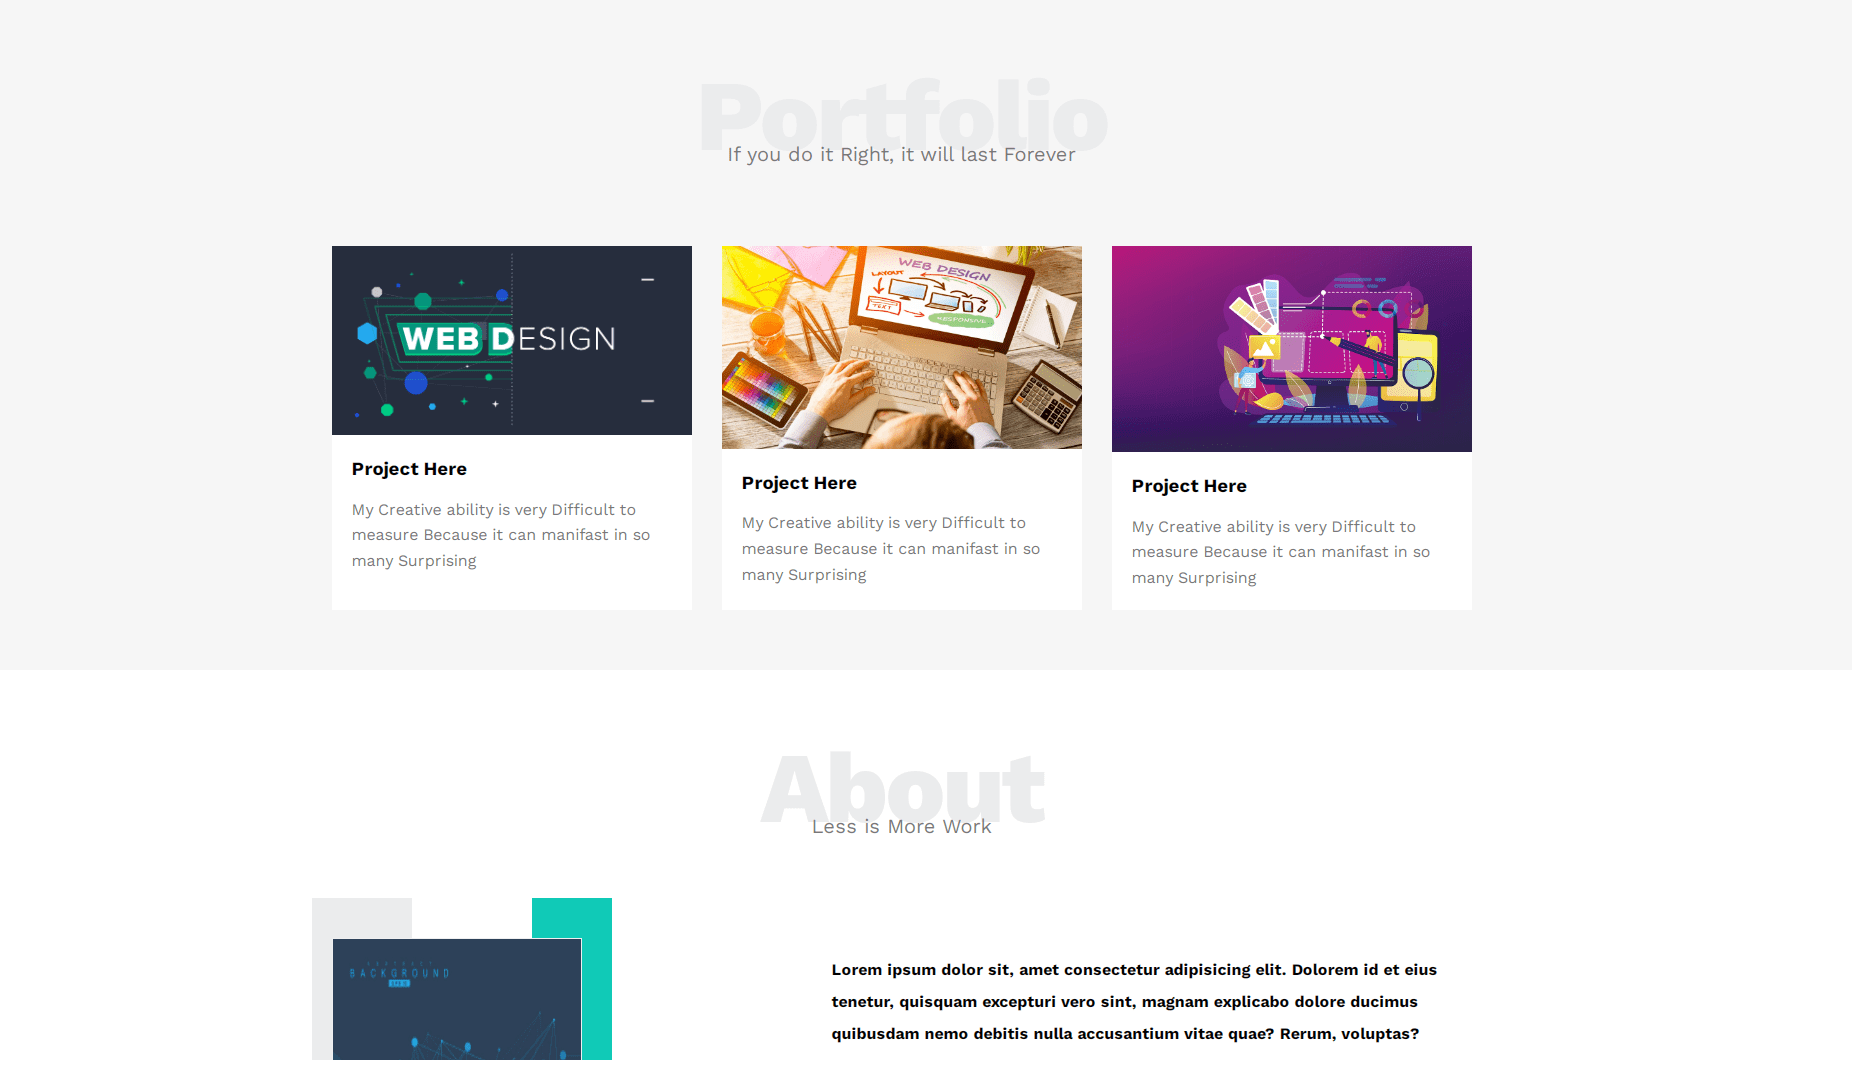 Portfolio
If you do it Right, it will last Forever
WEB DESIGN
WEB DESIGN
LAYOUT
TEXT
RESPONSIVE
Project Here
My Creative ability is very Difficult to
measure Because it can manifast in so
many Surprising
Project Here
My Creative ability is very Difficult to
measure Because it can manifast in so
many Surprising
Project Here
My Creative ability is very Difficult to
measure Because it can manifast in so
many Surprising
About
Less is More Work
ABSTRACT
BACKGROUND
Lorem ipsum dolor sit, amet consectetur adipisicing elit. Dolorem id et eius
tenetur, quisquam excepturi vero sint, magnam explicabo dolore ducimus
quibusdam nemo debitis nulla accusantium vitae quae? Rerum, voluptas?